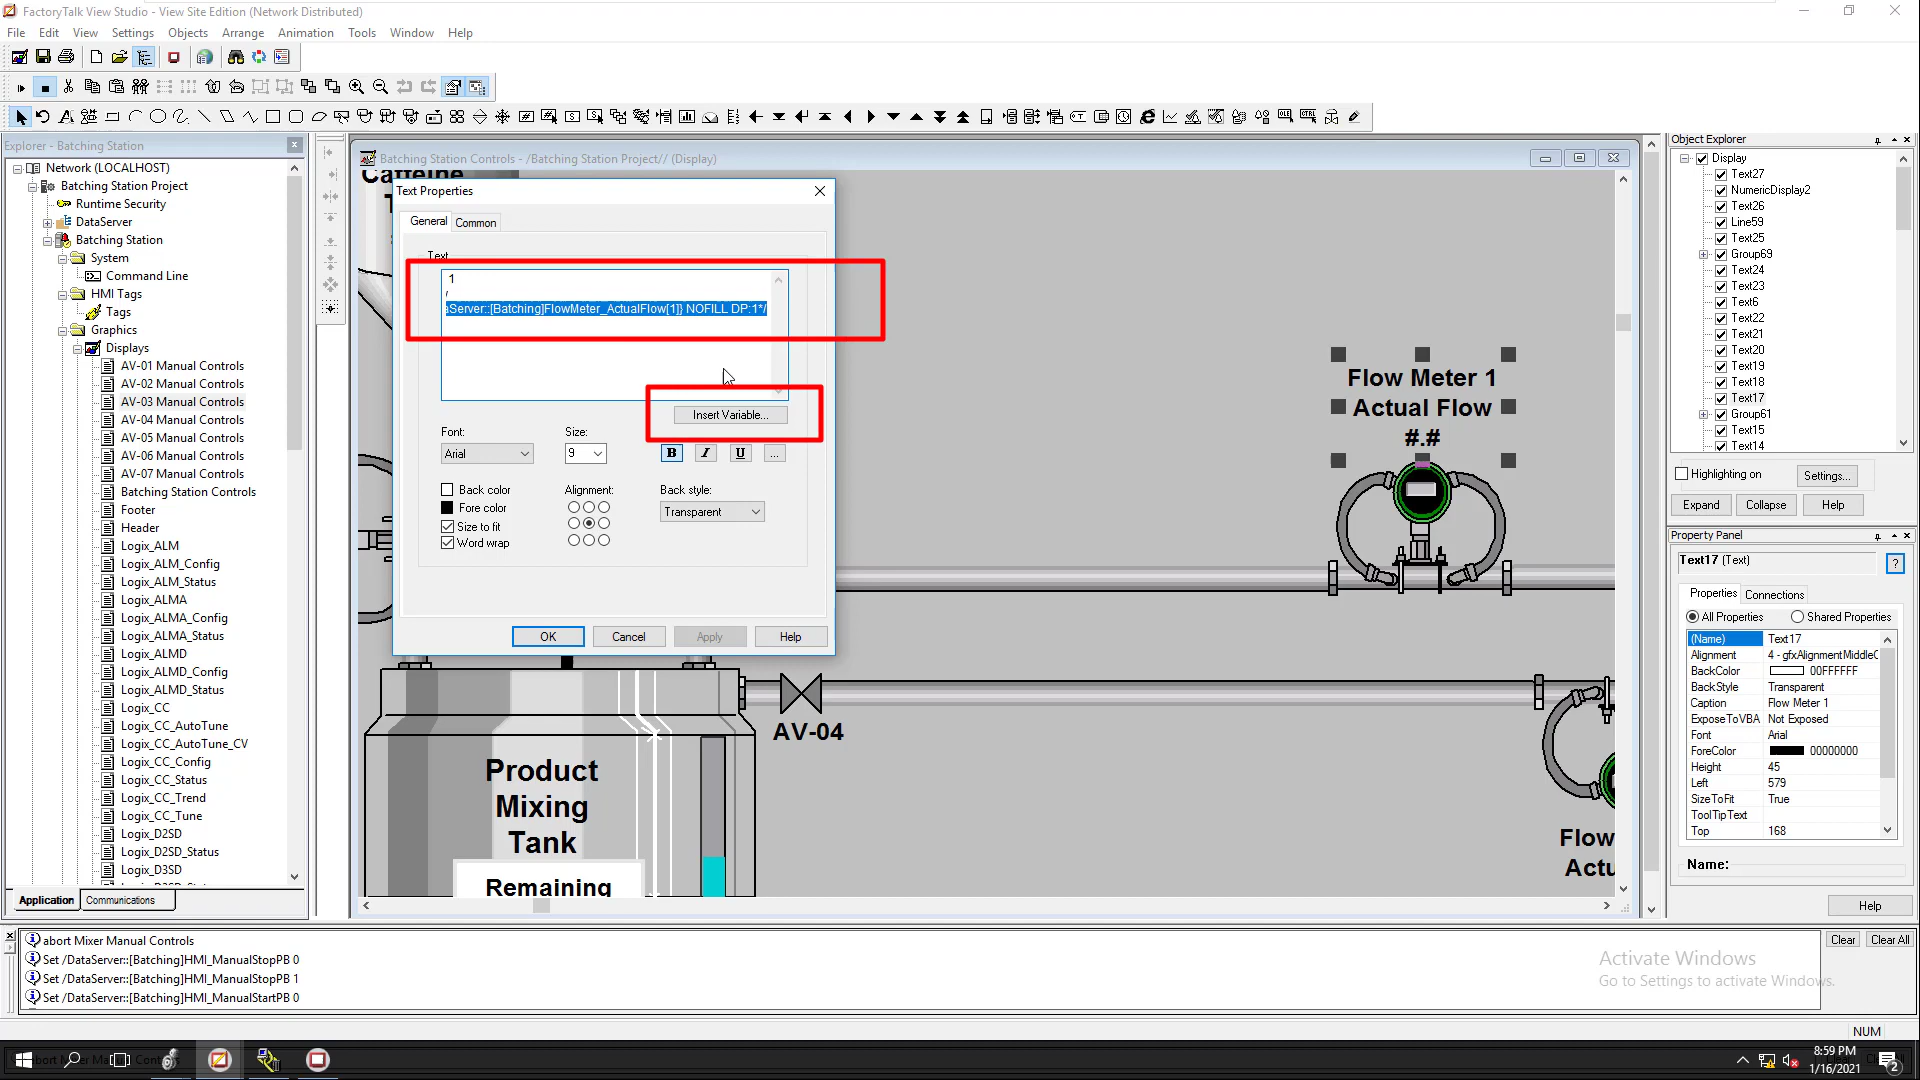 FactoryTalk View Studio - View Site Edition (Network Distributed)
File Edit View Settings Objects Arrange Animation Tools Window Help
Explorer - Batching Station
Network (LOCALHOST)
Batching Station Project
Runtime Security
DataServer
Batching Station
System
Command Line
HMI Tags
Tags
Graphics
Displays
AV-01 Manual Controls
AV-02 Manual Controls
AV-03 Manual Controls
AV-04 Manual Controls
AV-05 Manual Controls
AV-06 Manual Controls
AV-07 Manual Controls
Batching Station Controls
Footer
Header
Logix_ALM
Logix_ALM_Config
Logix_ALM_Status
Logix_ALMA
Logix_ALMA_Config
Logix_ALMA_Status
Logix_ALMD
Logix_ALMD_Config
Logix_ALMD_Status
Logix_CC
Logix_CC_AutoTune
Logix_CC_AutoTune_CV
Logix_CC_Config
Logix_CC_Status
Logix_CC_Trend
Logix_CC_Tune
Logix_D2SD
Logix_D2SD_Status
Logix_D3SD
Application Communications
Batching Station Controls - /Batching Station Project// (Display)
Caffeine
Text Properties
General Common
Text
1
aServer::[Batching]FlowMeter_ActualFlow[1]} NOFILL DP:1*/
Insert Variable...
Font: Size:
Arial 9 B I U ...
Back color Alignment: Back style:
Fore color Transparent
Size to fit
Word wrap
OK Cancel Apply Help
Flow Meter 1
Actual Flow
#.#
AV-04
Product
Mixing
Tank
Remaining
Flow
Actu
Object Explorer
Display
Text27
NumericDisplay2
Text26
Line59
Text25
Group69
Text24
Text23
Text6
Text22
Text21
Text20
Text19
Text18
Text17
Group61
Text15
Text14
Highlighting on Settings...
Expand Collapse Help
Property Panel
Text17 (Text) ?
Properties Connections
All Properties Shared Properties
(Name) Text17
Alignment 4 - gfxAlignmentMiddleC
BackColor 00FFFFFF
BackStyle Transparent
Caption Flow Meter 1
ExposeToVBA Not Exposed
Font Arial
ForeColor 00000000
Height 45
Left 579
SizeToFit True
ToolTipText
Top 168
Name:
Help
abort Mixer Manual Controls
Set /DataServer::[Batching]HMI_ManualStopPB 0
Set /DataServer::[Batching]HMI_ManualStopPB 1
Set /DataServer::[Batching]HMI_ManualStartPB 0
Clear Clear All
Activate Windows
Go to Settings to activate Windows.
NUM
8:59 PM
1/16/2021
2